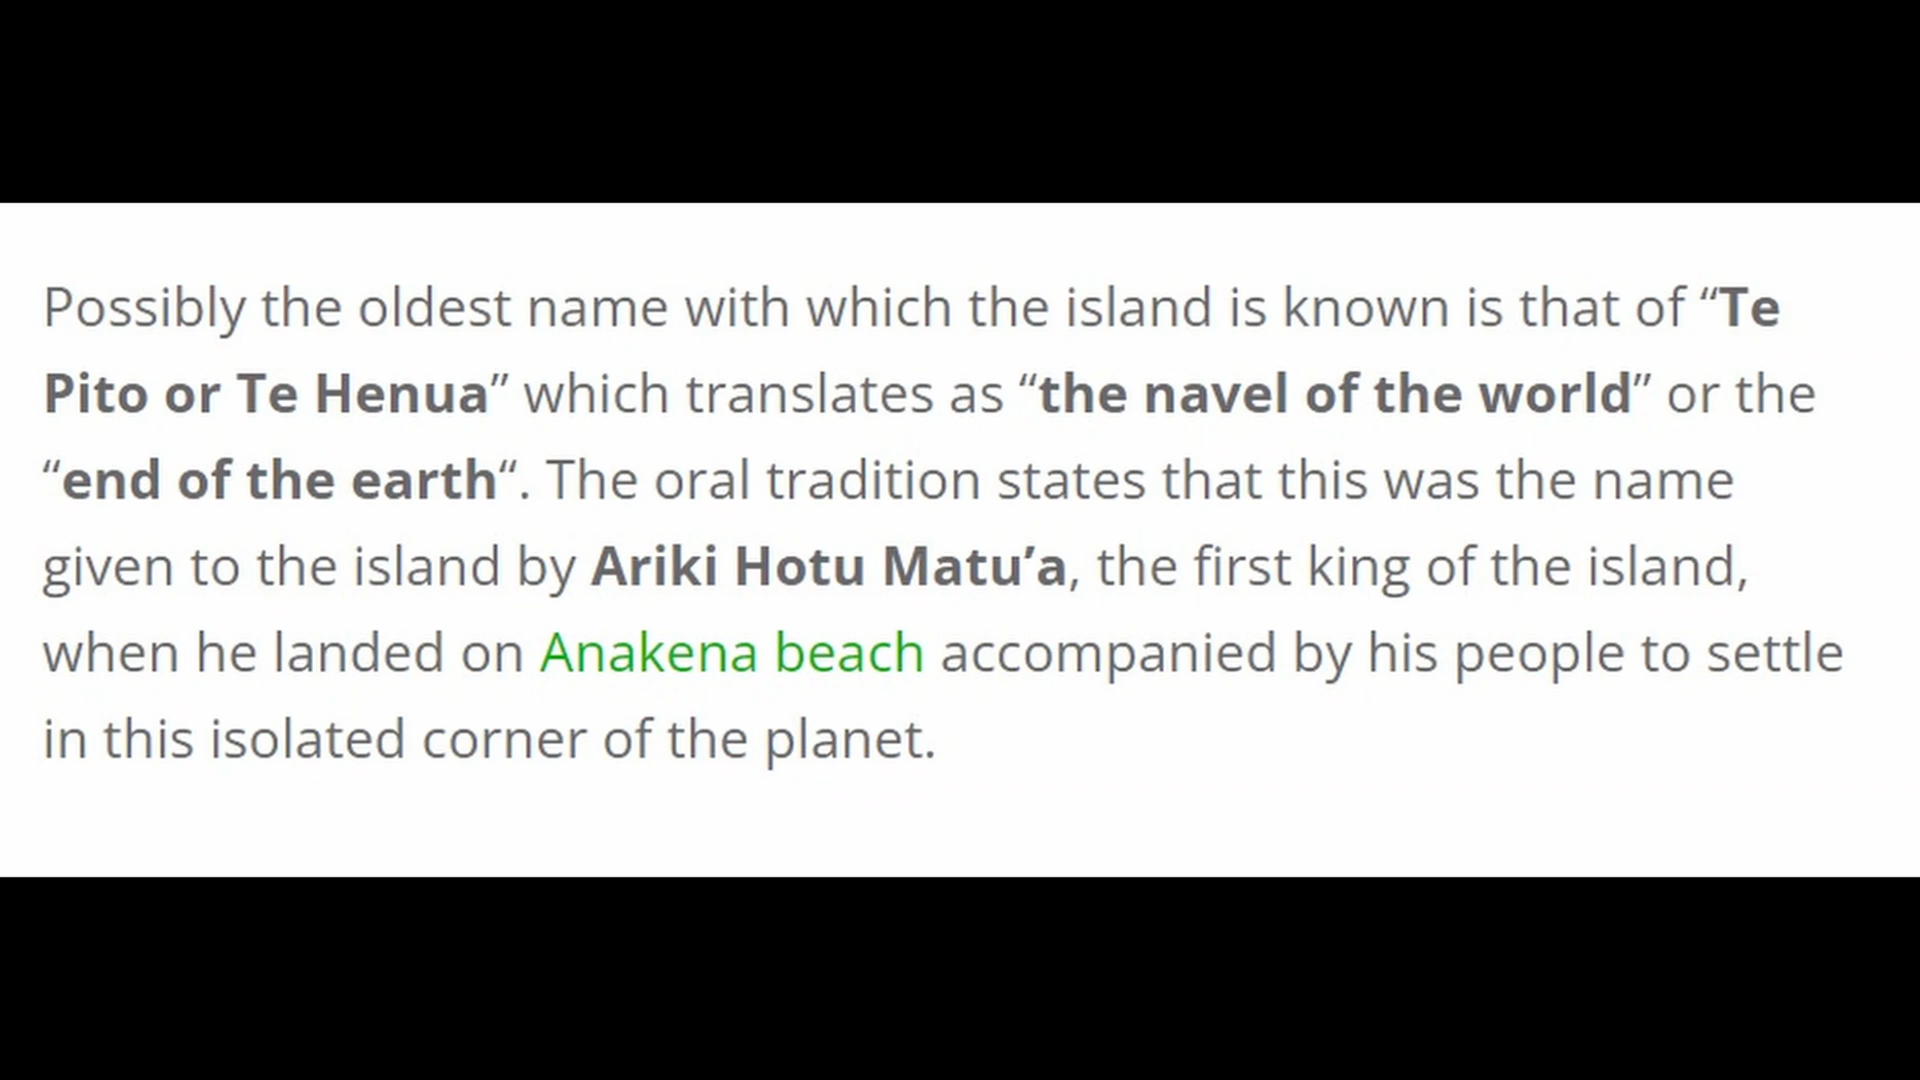 Possibly the oldest name with which the island is known is that of “Te
Pito or Te Henua” which translates as “the navel of the world” or the
“end of the earth“. The oral tradition states that this was the name
given to the island by Ariki Hotu Matu’a, the first king of the island,
when he landed on Anakena beach accompanied by his people to settle
in this isolated corner of the planet.